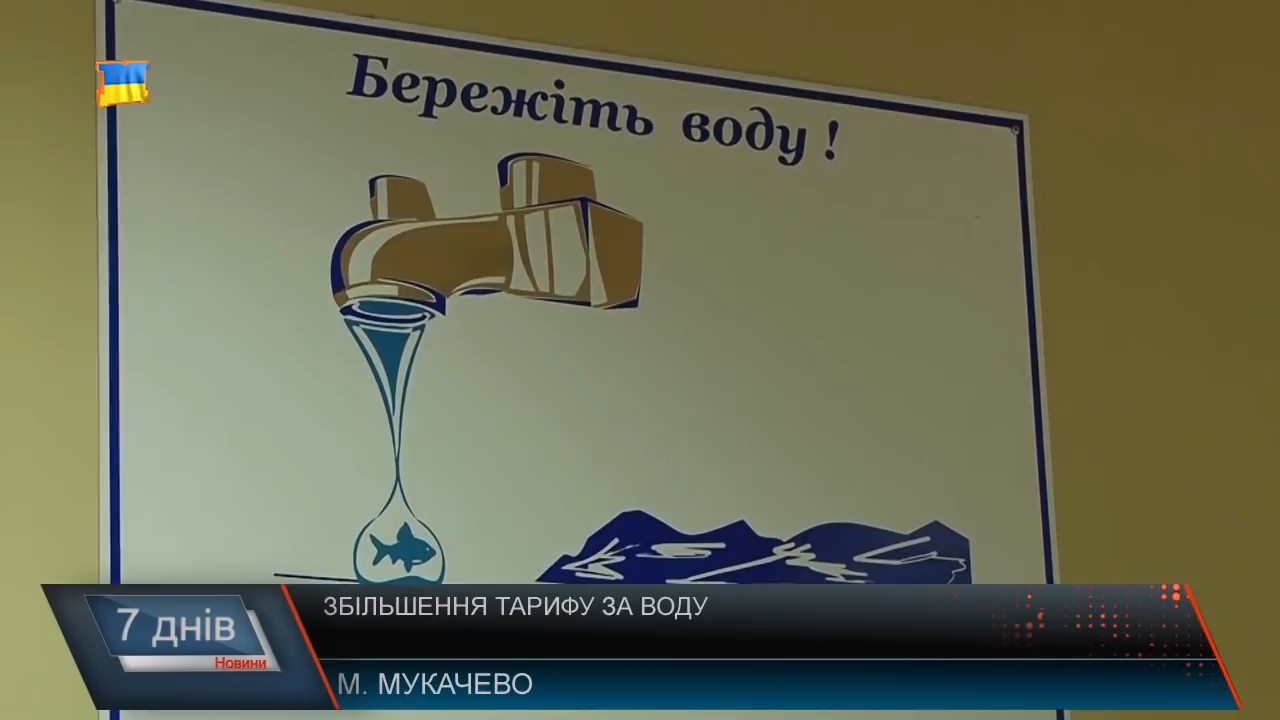 Бережіть воду !
ЗБІЛЬШЕННЯ ТАРИФУ ЗА ВОДУ
7 днів
Новини
М. МУКАЧЕВО